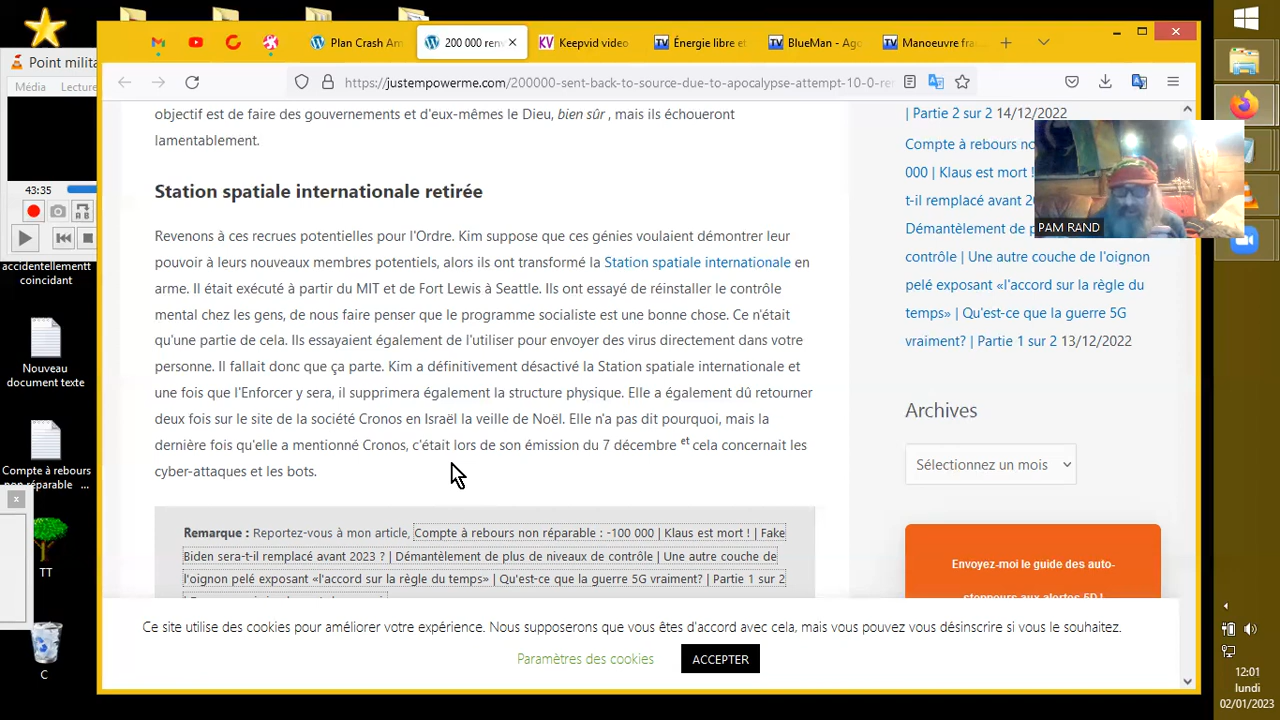 Point milita
Média Lecture
43:35
accidentellementt
coincidant
Nouveau
document texte
Compte à rebours
non réparable ...
TT
C
Plan Crash Am
200 000 renv
Keepvid video
Énergie libre et
BlueMan - Ago
Manoeuvre fra
https://justempowerme.com/200000-sent-back-to-source-due-to-apocalypse-attempt-10-0-re
objectif est de faire des gouvernements et d'eux-mêmes le Dieu, bien sûr , mais ils échoueront
lamentablement.
Station spatiale internationale retirée
Revenons à ces recrues potentielles pour l'Ordre. Kim suppose que ces génies voulaient démontrer leur
pouvoir à leurs nouveaux membres potentiels, alors ils ont transformé la Station spatiale internationale en
arme. Il était exécuté à partir du MIT et de Fort Lewis à Seattle. Ils ont essayé de réinstaller le contrôle
mental chez les gens, de nous faire penser que le programme socialiste est une bonne chose. Ce n'était
qu'une partie de cela. Ils essayaient également de l'utiliser pour envoyer des virus directement dans votre
personne. Il fallait donc que ça parte. Kim a définitivement désactivé la Station spatiale internationale et
une fois que l'Enforcer y sera, il supprimera également la structure physique. Elle a également dû retourner
deux fois sur le site de la société Cronos en Israël la veille de Noël. Elle n'a pas dit pourquoi, mais la
dernière fois qu'elle a mentionné Cronos, c'était lors de son émission du 7 décembre et cela concernait les
cyber-attaques et les bots.
Remarque : Reportez-vous à mon article, Compte à rebours non réparable : -100 000 | Klaus est mort ! | Fake
Biden sera-t-il remplacé avant 2023 ? | Démantèlement de plus de niveaux de contrôle | Une autre couche de
l'oignon pelé exposant «l'accord sur la règle du temps» | Qu'est-ce que la guerre 5G vraiment? | Partie 1 sur 2
| Partie 2 sur 2 14/12/2022
Compte à rebours no
000 | Klaus est mort !
t-il remplacé avant 20
Démantèlement de p
contrôle | Une autre couche de l'oignon
pelé exposant «l'accord sur la règle du
temps» | Qu'est-ce que la guerre 5G
vraiment? | Partie 1 sur 2 13/12/2022
Archives
Sélectionnez un mois
Envoyez-moi le guide des auto-
stoppeurs aux alertes 5D !
PAM RAND
Ce site utilise des cookies pour améliorer votre expérience. Nous supposerons que vous êtes d'accord avec cela, mais vous pouvez vous désinscrire si vous le souhaitez.
Paramètres des cookies
ACCEPTER
12:01
lundi
02/01/2023